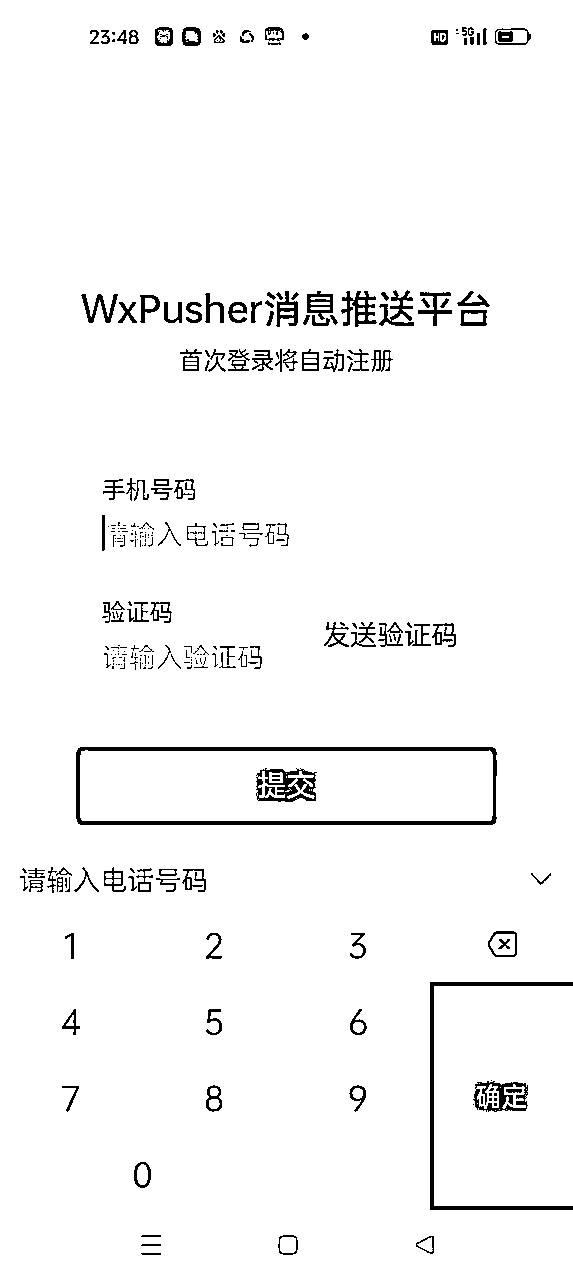 23:48 HD 5G
WxPusher消息推送平台
首次登录将自动注册
手机号码
请输入电话号码
验证码
请输入验证码
发送验证码
提交
请输入电话号码
1 2 3
4 5 6
7 8 9
确定
0